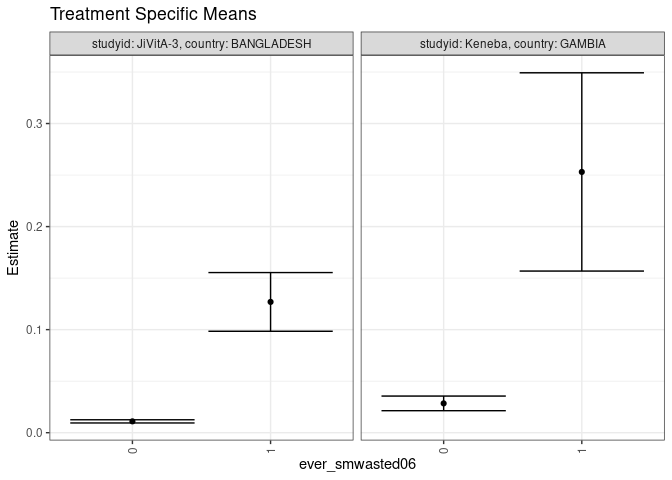 Treatment Specific Means
studyid: JiVitA-3, country: BANGLADESH
studyid: Keneba, country: GAMBIA
Estimate
0.3
0.2
0.1
0.0
0
1
0
1
ever_smwasted06